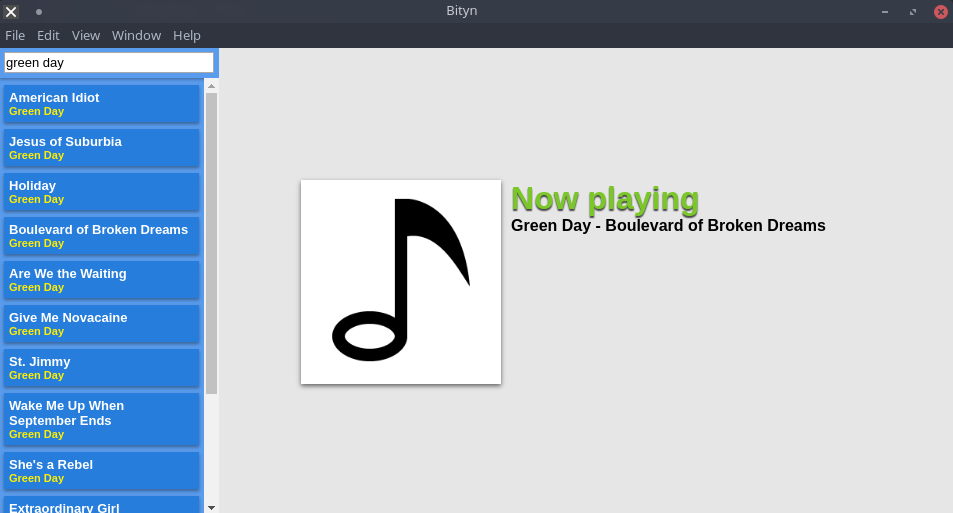 Bityn
File Edit View Window Help
green day
American Idiot
Green Day
Jesus of Suburbia
Green Day
Holiday
Green Day
Boulevard of Broken Dreams
Green Day
Are We the Waiting
Green Day
Give Me Novacaine
Green Day
St. Jimmy
Green Day
Wake Me Up When
September Ends
Green Day
She's a Rebel
Green Day
Extraordinary Girl
Now playing
Green Day - Boulevard of Broken Dreams